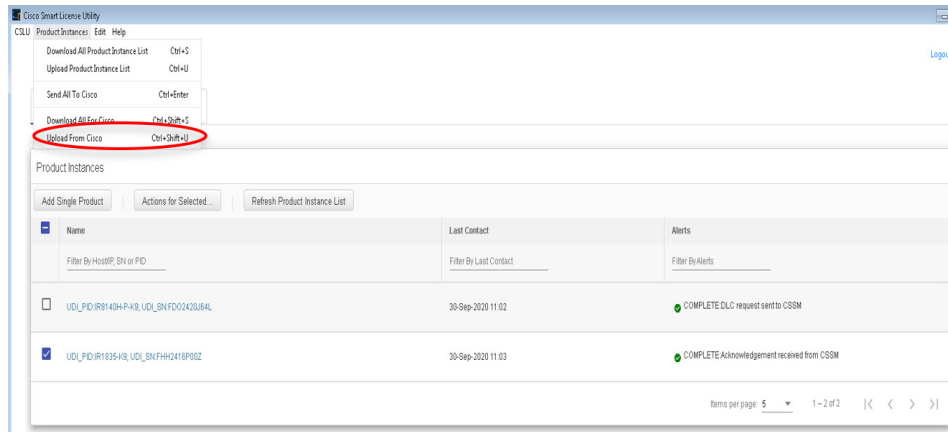 Cisco Smart License Utility
CSLU Product Instances Edit Help
Download All Product Instance List Ctrl+S
Upload Product Instance List Ctrl+U
Logou
Send All To Cisco Ctrl+Enter
Download All For Cisco Ctrl+Shift+S
Upload From Cisco Ctrl+Shift+U
Product Instances
Add Single Product Actions for Selected... Refresh Product Instance List
Name Last Contact Alerts
Filter By Host/IP, SN or PID Filter By Last Contact Filter By Alerts
UDI_PID:IR8140H-P-K9; UDI_SN:FDO2420J64L 30-Sep-2020 11:02 COMPLETE:DLC request sent to CSSM
UDI_PID:IR1835-K9; UDI_SN:FHH2416P00Z 30-Sep-2020 11:03 COMPLETE:Acknowledgement received from CSSM
Items per page: 5 1 – 2 of 2